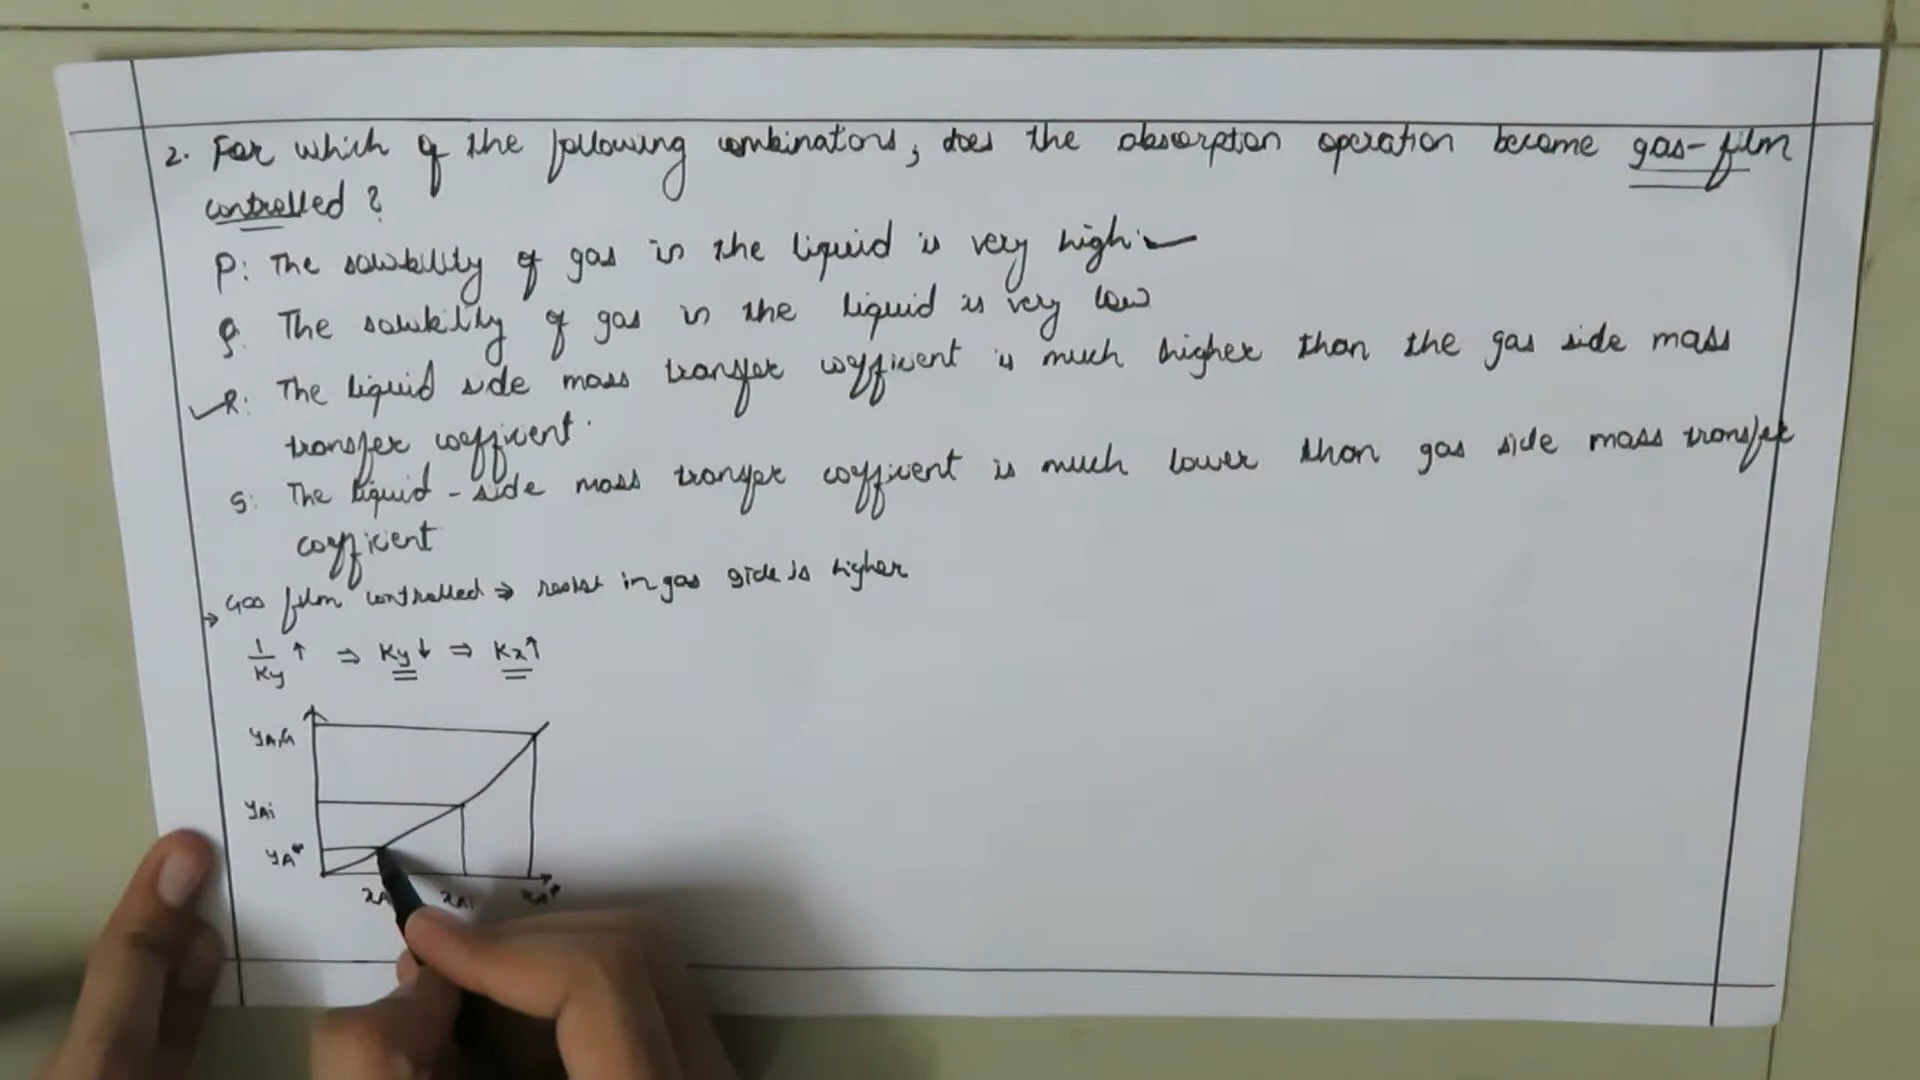 2. For which of the following combinations, does the absorption operation become gas-film
controlled ?
P: The solubility of gas in the liquid is very high.
Q. The solubility of gas in the liquid is very low
R: The liquid side mass transfer coefficient is much higher than the gas side mass
transfer coefficient.
S: The liquid-side mass transfer coefficient is much lower than gas side mass transfer
coefficient
→ Gas film controlled ⇒ resist in gas side is higher
1/Ky ↑ ⇒ Ky↓ ⇒ Kx↑
yA,G
yAi
yA*
xA xAi xA*